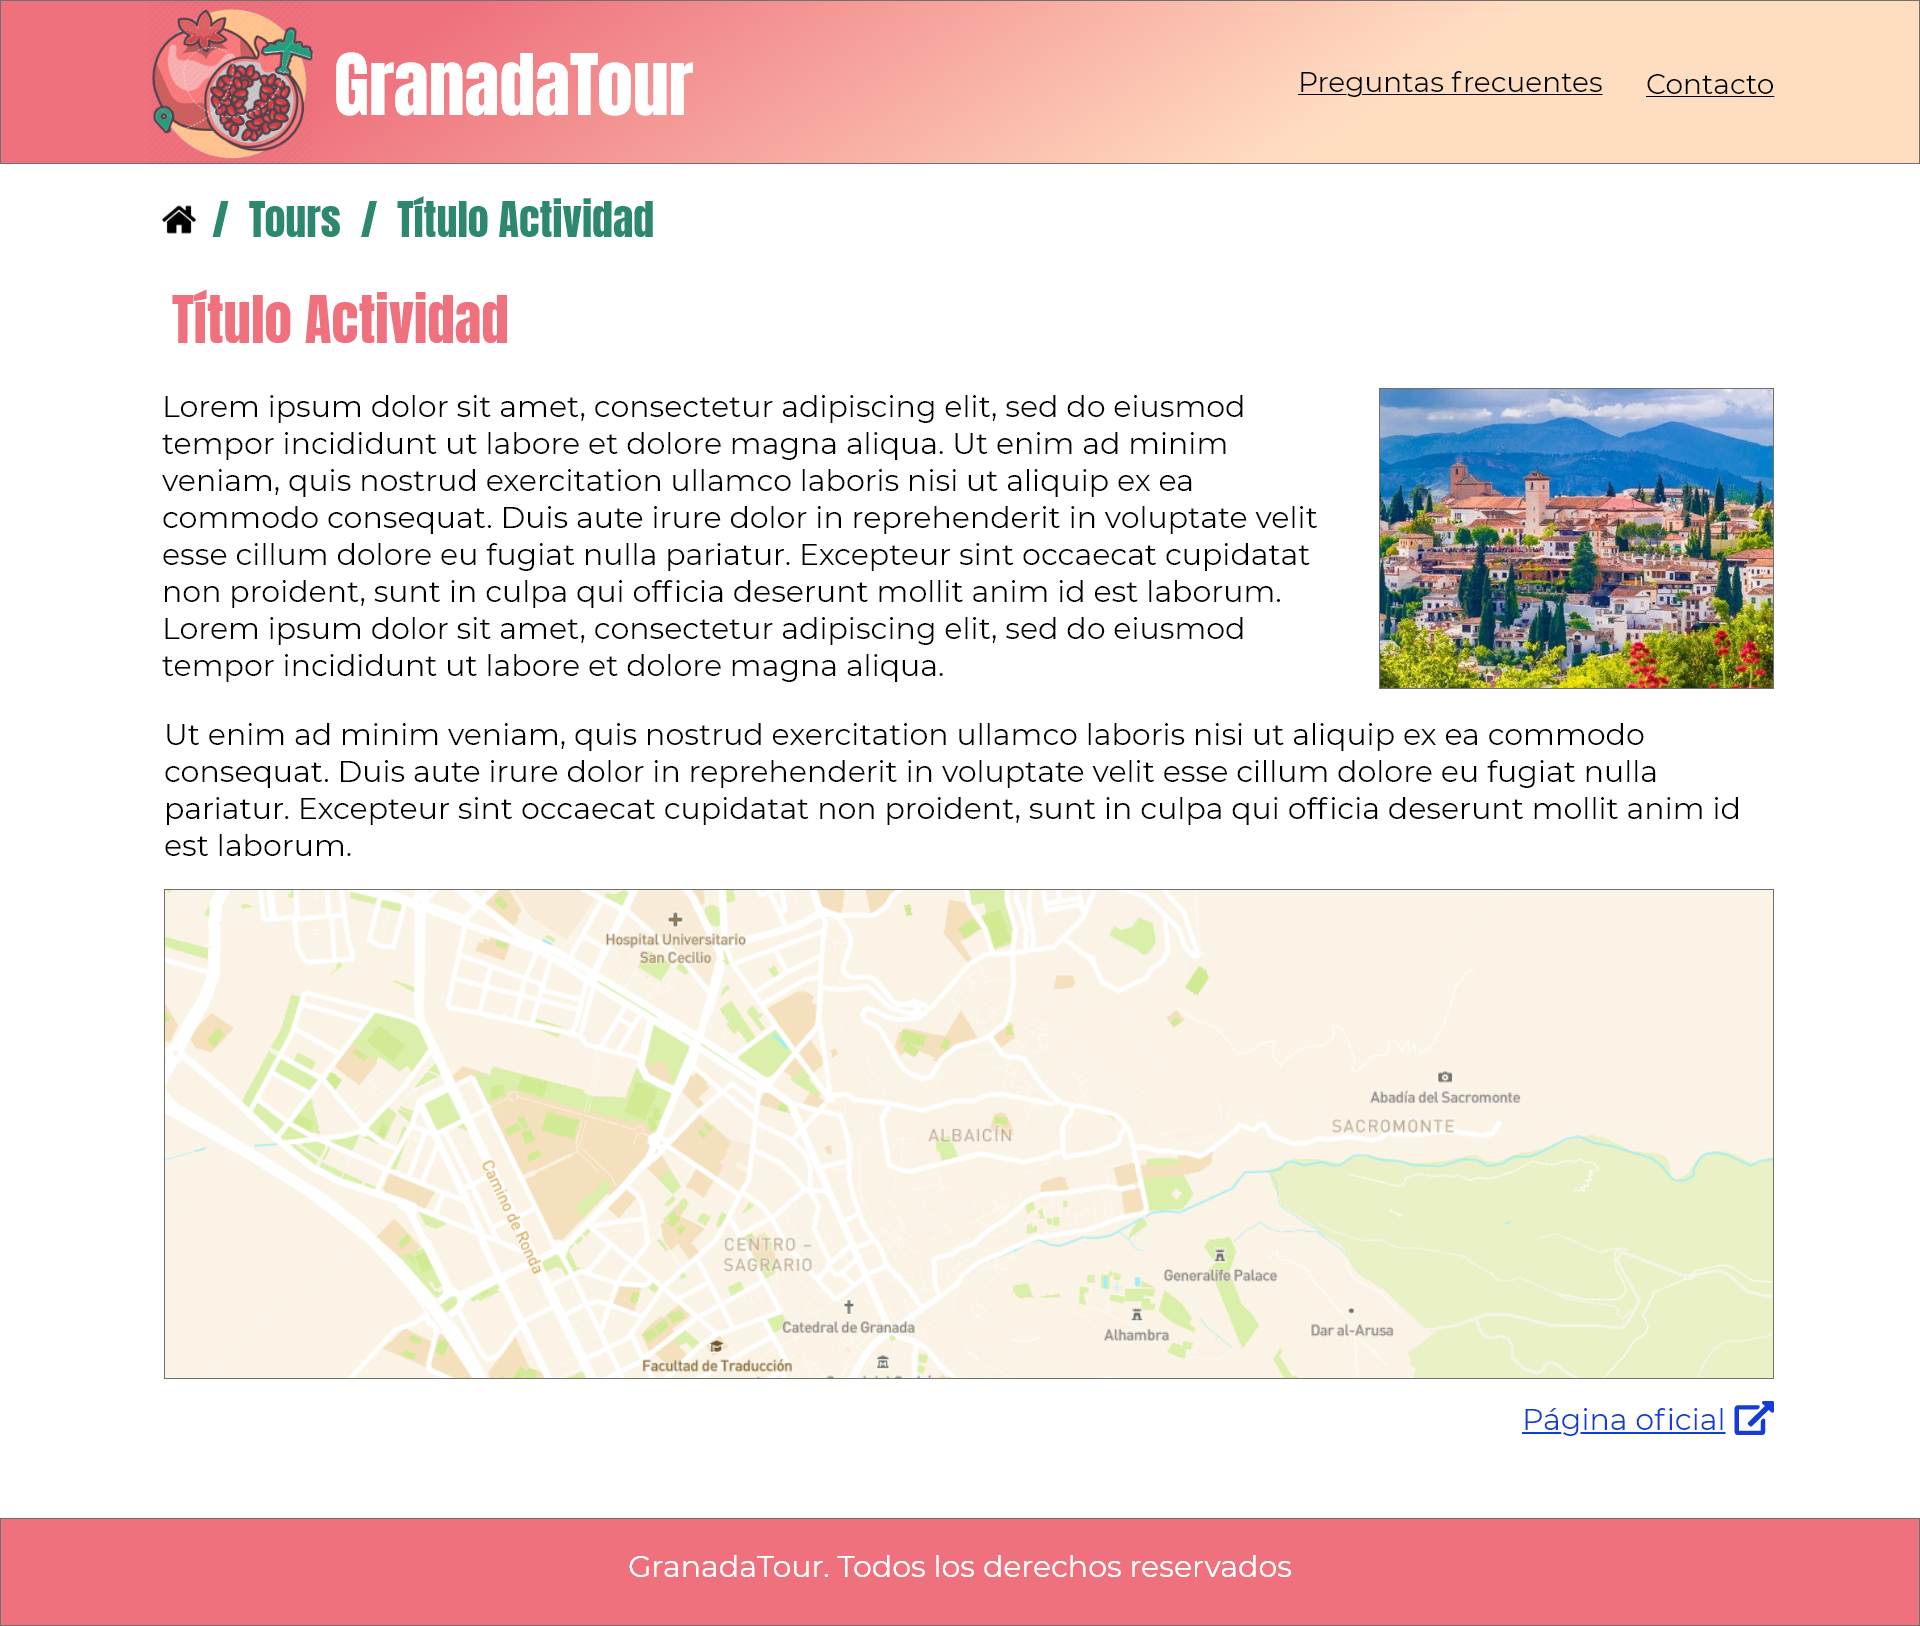 GranadaTour
Preguntas frecuentes
Contacto
/ Tours / Título Actividad
Título Actividad
Lorem ipsum dolor sit amet, consectetur adipiscing elit, sed do eiusmod
tempor incididunt ut labore et dolore magna aliqua. Ut enim ad minim
veniam, quis nostrud exercitation ullamco laboris nisi ut aliquip ex ea
commodo consequat. Duis aute irure dolor in reprehenderit in voluptate velit
esse cillum dolore eu fugiat nulla pariatur. Excepteur sint occaecat cupidatat
non proident, sunt in culpa qui officia deserunt mollit anim id est laborum.
Lorem ipsum dolor sit amet, consectetur adipiscing elit, sed do eiusmod
tempor incididunt ut labore et dolore magna aliqua.
Ut enim ad minim veniam, quis nostrud exercitation ullamco laboris nisi ut aliquip ex ea commodo
consequat. Duis aute irure dolor in reprehenderit in voluptate velit esse cillum dolore eu fugiat nulla
pariatur. Excepteur sint occaecat cupidatat non proident, sunt in culpa qui officia deserunt mollit anim id
est laborum.
Hospital Universitario
San Cecilio
Abadía del Sacromonte
SACROMONTE
ALBAICÍN
Camino de Ronda
CENTRO –
SAGRARIO
Generalife Palace
Catedral de Granada
Alhambra
Dar al-Arusa
Facultad de Traducción
Página oficial
GranadaTour. Todos los derechos reservados